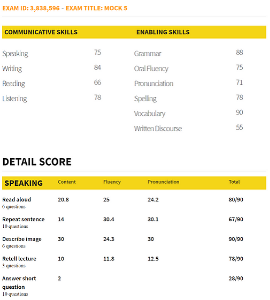 EXAM ID: 3,838,596 - EXAM TITLE: MOCK 5
COMMUNICATIVE SKILLS ENABLING SKILLS
Speaking 75 Grammar 88
Writing 84 Oral Fluency 75
Reading 66 Pronunciation 71
Listening 78 Spelling 78
Vocabulary 90
Written Discourse 55
DETAIL SCORE
SPEAKING Content Fluency Pronunciation Total
Read aloud 20.8 25 24.2 80/90
6 questions
Repeat sentence 14 30.4 20.1 67/90
10 questions
Describe image 30 24.3 30 90/90
6 questions
Retell lecture 10 11.8 12.5 78/90
3 questions
Answer short 2 28/90
question
10 questions